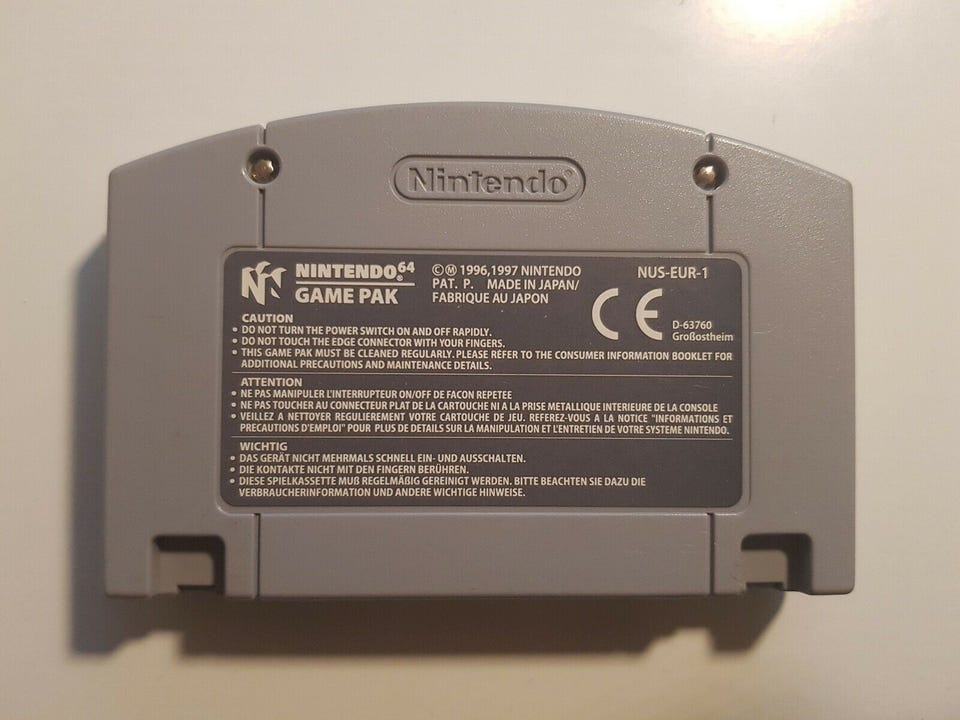 Nintendo®
NINTENDO 64®
GAME PAK
©Ⓜ 1996,1997 NINTENDO
PAT. P. MADE IN JAPAN/
FABRIQUE AU JAPON
NUS-EUR-1
CE
D-63760
Großostheim
CAUTION
• DO NOT TURN THE POWER SWITCH ON AND OFF RAPIDLY.
• DO NOT TOUCH THE EDGE CONNECTOR WITH YOUR FINGERS.
• THIS GAME PAK MUST BE CLEANED REGULARLY. PLEASE REFER TO THE CONSUMER INFORMATION BOOKLET FOR
ADDITIONAL PRECAUTIONS AND MAINTENANCE DETAILS.
ATTENTION
• NE PAS MANIPULER L'INTERRUPTEUR ON/OFF DE FACON REPETEE
• NE PAS TOUCHER AU CONNECTEUR PLAT DE LA CARTOUCHE NI A LA PRISE METALLIQUE INTERIEURE DE LA CONSOLE
• VEILLEZ A NETTOYER REGULIEREMENT VOTRE CARTOUCHE DE JEU. REFEREZ-VOUS A LA NOTICE "INFORMATIONS ET
PRECAUTIONS D'EMPLOI" POUR PLUS DE DETAILS SUR LA MANIPULATION ET L'ENTRETIEN DE VOTRE SYSTEME NINTENDO.
WICHTIG
• DAS GERÄT NICHT MEHRMALS SCHNELL EIN- UND AUSSCHALTEN.
• DIE KONTAKTE NICHT MIT DEN FINGERN BERÜHREN.
• DIESE SPIELKASSETTE MUß REGELMÄßIG GEREINIGT WERDEN. BITTE BEACHTEN SIE DAZU DIE
VERBRAUCHERINFORMATION UND ANDERE WICHTIGE HINWEISE.